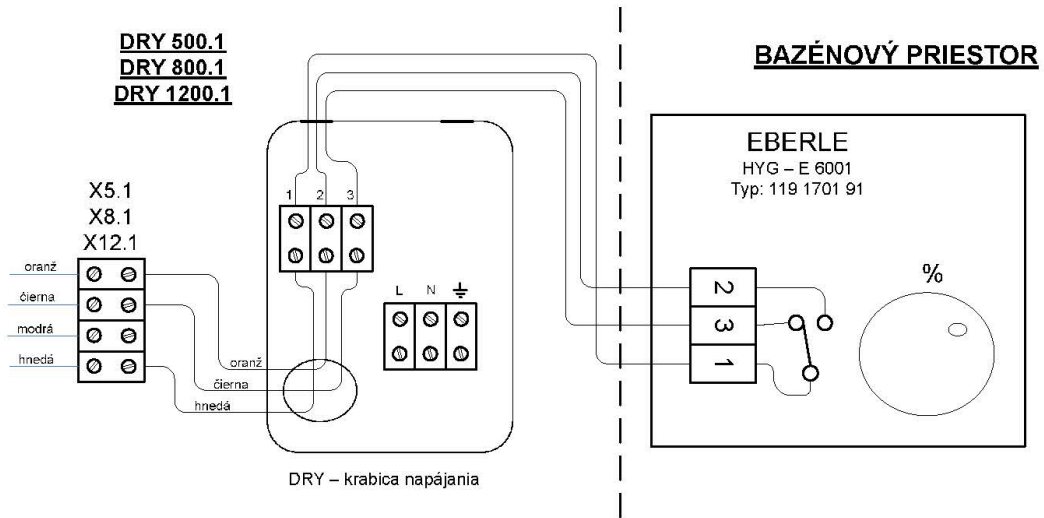 DRY 500.1
DRY 800.1
DRY 1200.1
BAZÉNOVÝ PRIESTOR
EBERLE
HYG – E 6001
Typ: 119 1701 91
X5.1
X8.1
X12.1
1 2 3
oranž
čierna
modrá
hnedá
L N
%
2
3
1
oranž
čierna
hnedá
DRY – krabica napájania